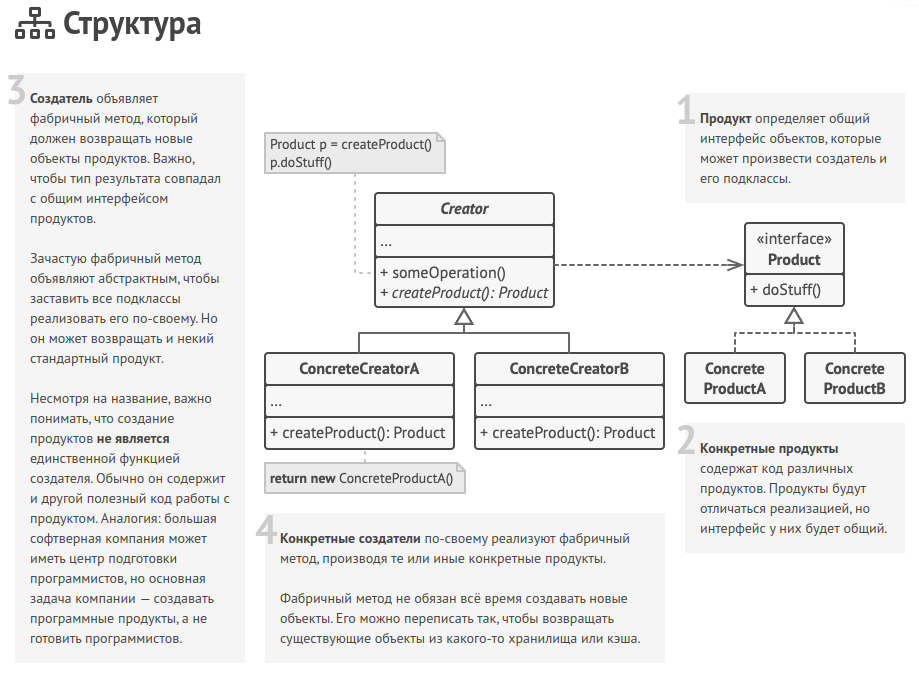 Структура
3
Создатель объявляет
фабричный метод, который
должен возвращать новые
объекты продуктов. Важно,
чтобы тип результата совпадал
с общим интерфейсом
продуктов.
Зачастую фабричный метод
объявляют абстрактным, чтобы
заставить все подклассы
реализовать его по-своему. Но
он может возвращать и некий
стандартный продукт.
Несмотря на название, важно
понимать, что создание
продуктов не является
единственной функцией
создателя. Обычно он содержит
и другой полезный код работы с
продуктом. Аналогия: большая
софтверная компания может
иметь центр подготовки
программистов, но основная
задача компании — создавать
программные продукты, а не
готовить программистов.
Product p = createProduct()
p.doStuff()
Creator
...
+ someOperation()
+ createProduct(): Product
ConcreteCreatorA
...
+ createProduct(): Product
ConcreteCreatorB
...
+ createProduct(): Product
return new ConcreteProductA()
4
Конкретные создатели по-своему реализуют фабричный
метод, производя те или иные конкретные продукты.
Фабричный метод не обязан всё время создавать новые
объекты. Его можно переписать так, чтобы возвращать
существующие объекты из какого-то хранилища или кэша.
1
Продукт определяет общий
интерфейс объектов, которые
может произвести создатель и
его подклассы.
«interface»
Product
+ doStuff()
Concrete
ProductA
Concrete
ProductB
2
Конкретные продукты
содержат код различных
продуктов. Продукты будут
отличаться реализацией, но
интерфейс у них будет общий.